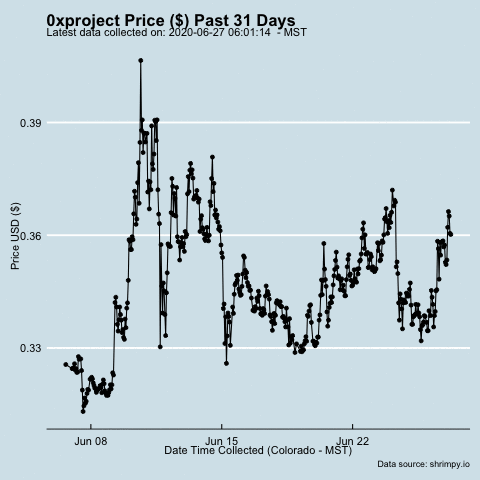 0xproject Price ($) Past 31 Days
Latest data collected on: 2020-06-27 06:01:14 - MST
Price USD ($)
0.39
0.36
0.33
Jun 08 Jun 15 Jun 22
Date Time Collected (Colorado - MST)
Data source: shrimpy.io